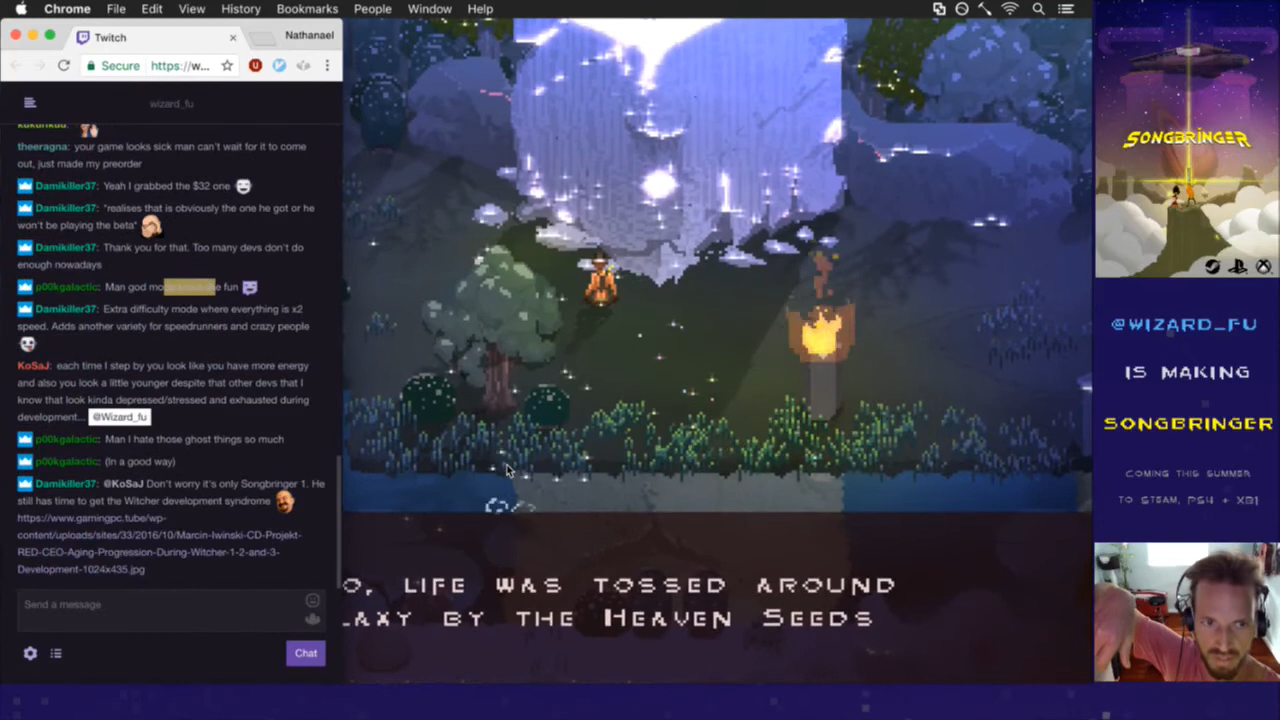 Chrome File Edit View History Bookmarks People Window Help
Twitch
Nathanael
Secure https://w...
wizard_fu
kukurikuu:
theeragna: your game looks sick man can't wait for it to come
out, just made my preorder
Damikiller37: Yeah I grabbed the $32 one
Damikiller37: *realises that is obviously the one he got or he
won't be playing the beta*
Damikiller37: Thank you for that. Too many devs don't do
enough nowadays
p00kgalactic: Man god mo fun
Damikiller37: Extra difficulty mode where everything is x2
speed. Adds another variety for speedrunners and crazy people
KoSaJ: each time I step by you look like you have more energy
and also you look a little younger despite that other devs that I
know that look kinda depressed/stressed and exhausted during
development... @Wizard_fu
p00kgalactic: Man I hate those ghost things so much
p00kgalactic: (In a good way)
Damikiller37: @KoSaJ Don't worry it's only Songbringer 1. He
still has time to get the Witcher development syndrome
https://www.gamingpc.tube/wp-
content/uploads/sites/33/2016/10/Marcin-Iwinski-CD-Projekt-
RED-CEO-Aging-Progression-During-Witcher-1-2-and-3-
Development-1024x435.jpg
Send a message
Chat
O, LIFE WAS TOSSED AROUND
LAXY BY THE HEAVEN SEEDS
SONGBRINGER
@WIZARD_FU
IS MAKING
SONGBRINGER
COMING THIS SUMMER
TO STEAM, PS4 + XB1